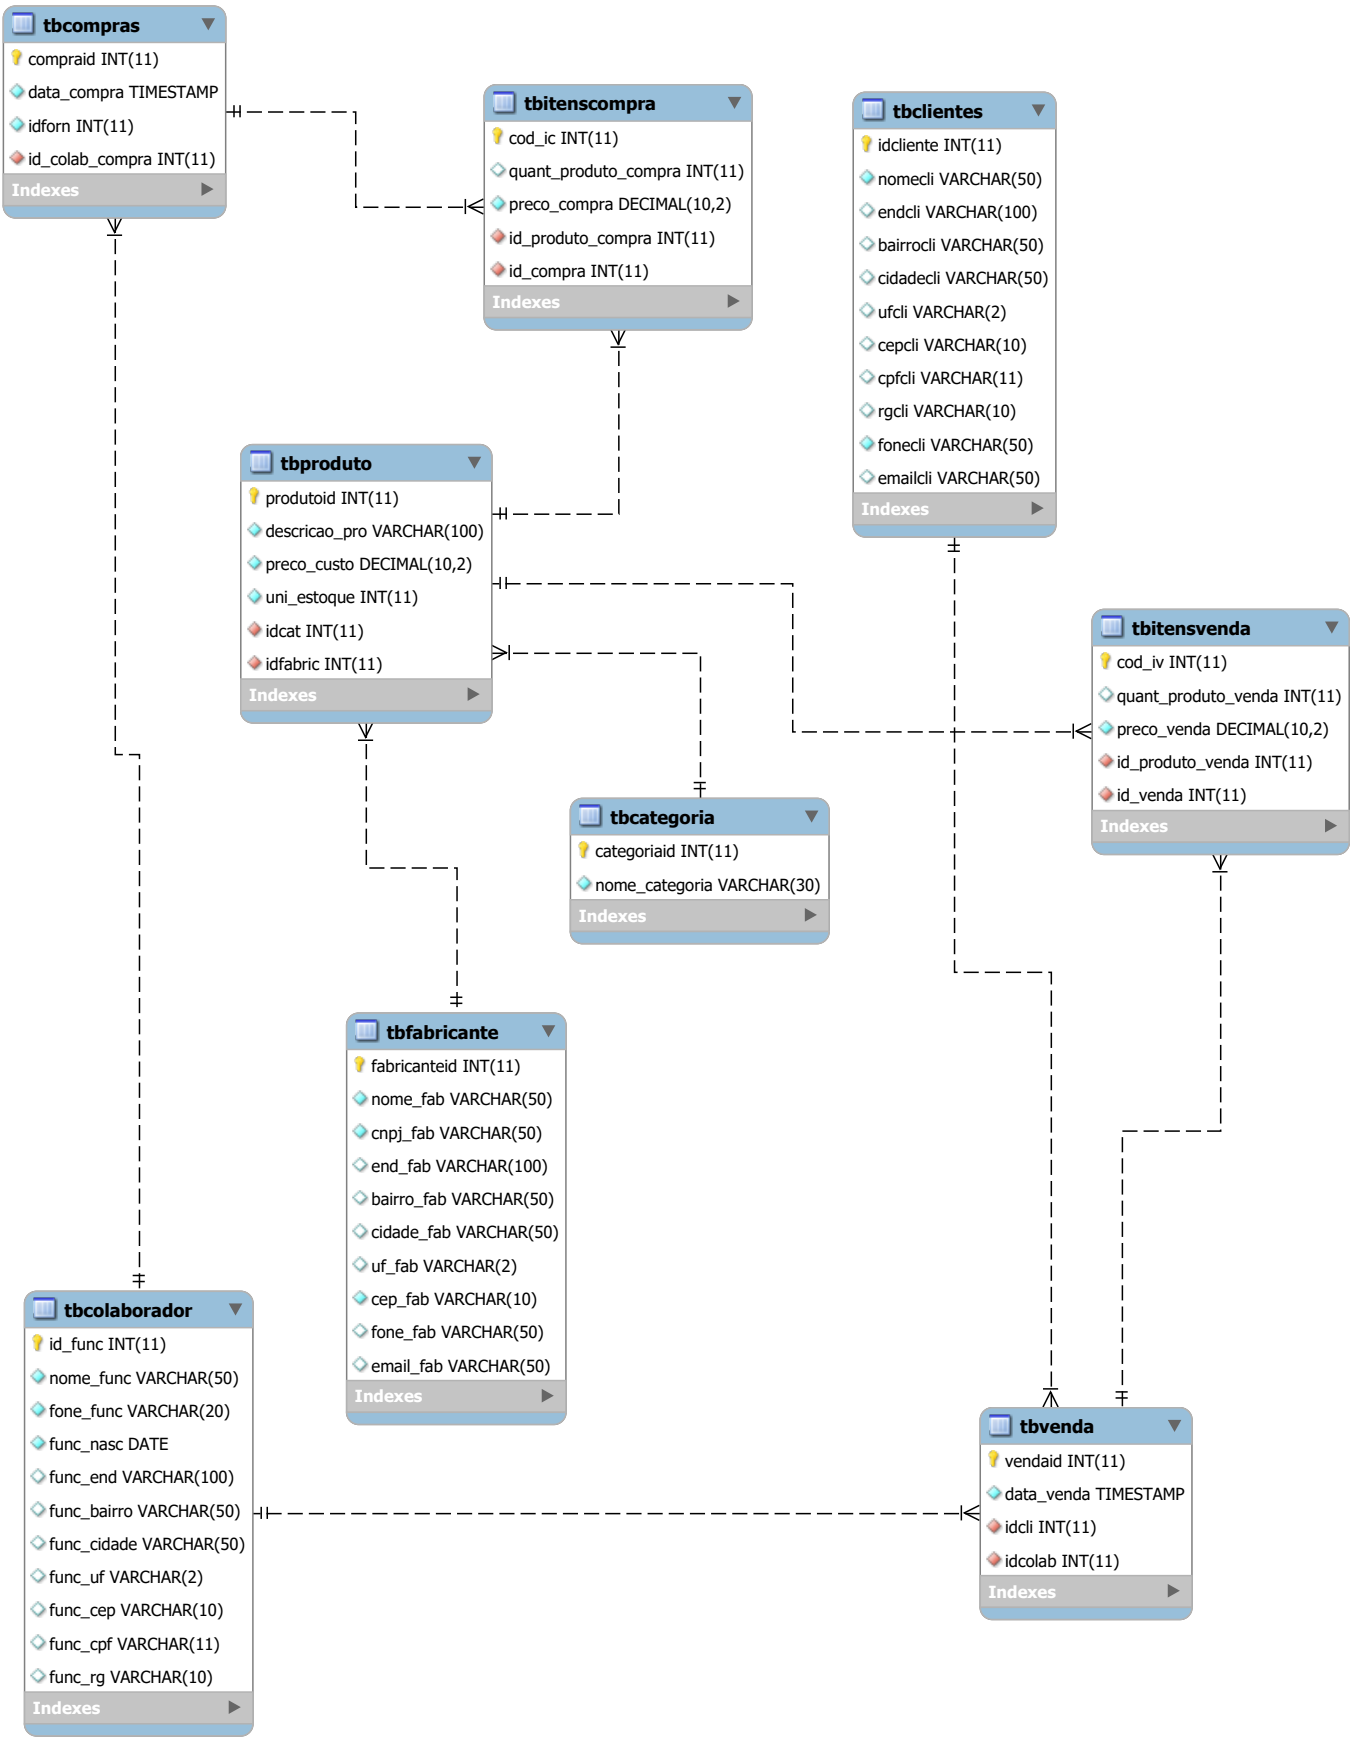 tbcompras
compraid INT(11)
data_compra TIMESTAMP
idforn INT(11)
id_colab_compra INT(11)
Indexes
tbitenscompra
cod_ic INT(11)
quant_produto_compra INT(11)
preco_compra DECIMAL(10,2)
id_produto_compra INT(11)
id_compra INT(11)
Indexes
tbclientes
idcliente INT(11)
nomecli VARCHAR(50)
endcli VARCHAR(100)
bairrocli VARCHAR(50)
cidadecli VARCHAR(50)
ufcli VARCHAR(2)
cepcli VARCHAR(10)
cpfcli VARCHAR(11)
rgcli VARCHAR(10)
fonecli VARCHAR(50)
emailcli VARCHAR(50)
Indexes
tbproduto
produtoid INT(11)
descricao_pro VARCHAR(100)
preco_custo DECIMAL(10,2)
uni_estoque INT(11)
idcat INT(11)
idfabric INT(11)
Indexes
tbitensvenda
cod_iv INT(11)
quant_produto_venda INT(11)
preco_venda DECIMAL(10,2)
id_produto_venda INT(11)
id_venda INT(11)
Indexes
tbcategoria
categoriaid INT(11)
nome_categoria VARCHAR(30)
Indexes
tbfabricante
fabricanteid INT(11)
nome_fab VARCHAR(50)
cnpj_fab VARCHAR(50)
end_fab VARCHAR(100)
bairro_fab VARCHAR(50)
cidade_fab VARCHAR(50)
uf_fab VARCHAR(2)
cep_fab VARCHAR(10)
fone_fab VARCHAR(50)
email_fab VARCHAR(50)
Indexes
tbcolaborador
id_func INT(11)
nome_func VARCHAR(50)
fone_func VARCHAR(20)
func_nasc DATE
func_end VARCHAR(100)
func_bairro VARCHAR(50)
func_cidade VARCHAR(50)
func_uf VARCHAR(2)
func_cep VARCHAR(10)
func_cpf VARCHAR(11)
func_rg VARCHAR(10)
Indexes
tbvenda
vendaid INT(11)
data_venda TIMESTAMP
idcli INT(11)
idcolab INT(11)
Indexes